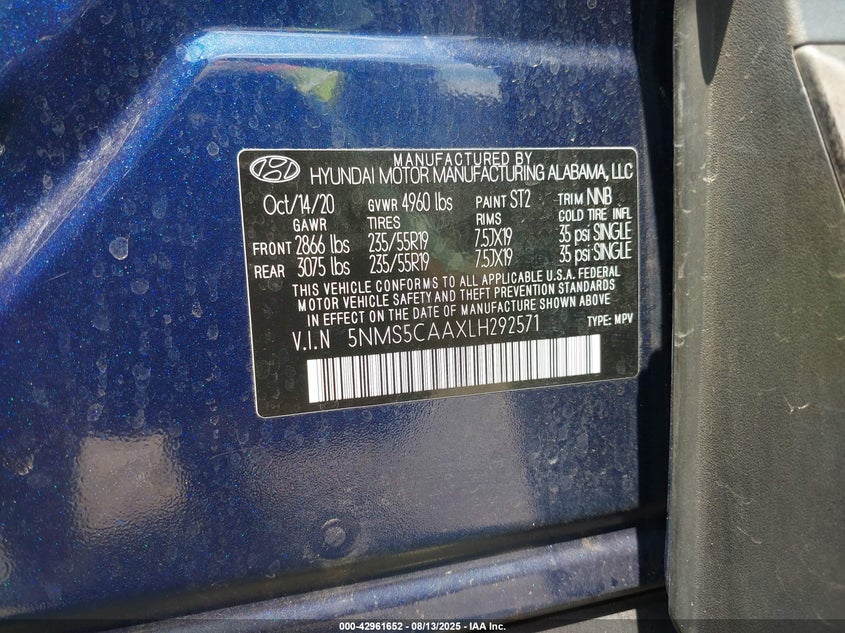 MANUFACTURED BY
HYUNDAI MOTOR MANUFACTURING ALABAMA, LLC
Oct/14/20 GVWR 4960 lbs PAINT ST2 TRIM NNB
GAWR TIRES RIMS COLD TIRE INFL
FRONT 2866 lbs 235/55R19 7.5JX19 35 psi SINGLE
REAR 3075 lbs 235/55R19 7.5JX19 35 psi SINGLE
THIS VEHICLE CONFORMS TO ALL APPLICABLE U.S.A. FEDERAL
MOTOR VEHICLE SAFETY AND THEFT PREVENTION STANDARDS
IN EFFECT ON THE DATE OF MANUFACTURE SHOWN ABOVE
V.I.N 5NMS5CAAXLH292571 TYPE: MPV
000-42961652 - 08/13/2025 - IAA Inc.